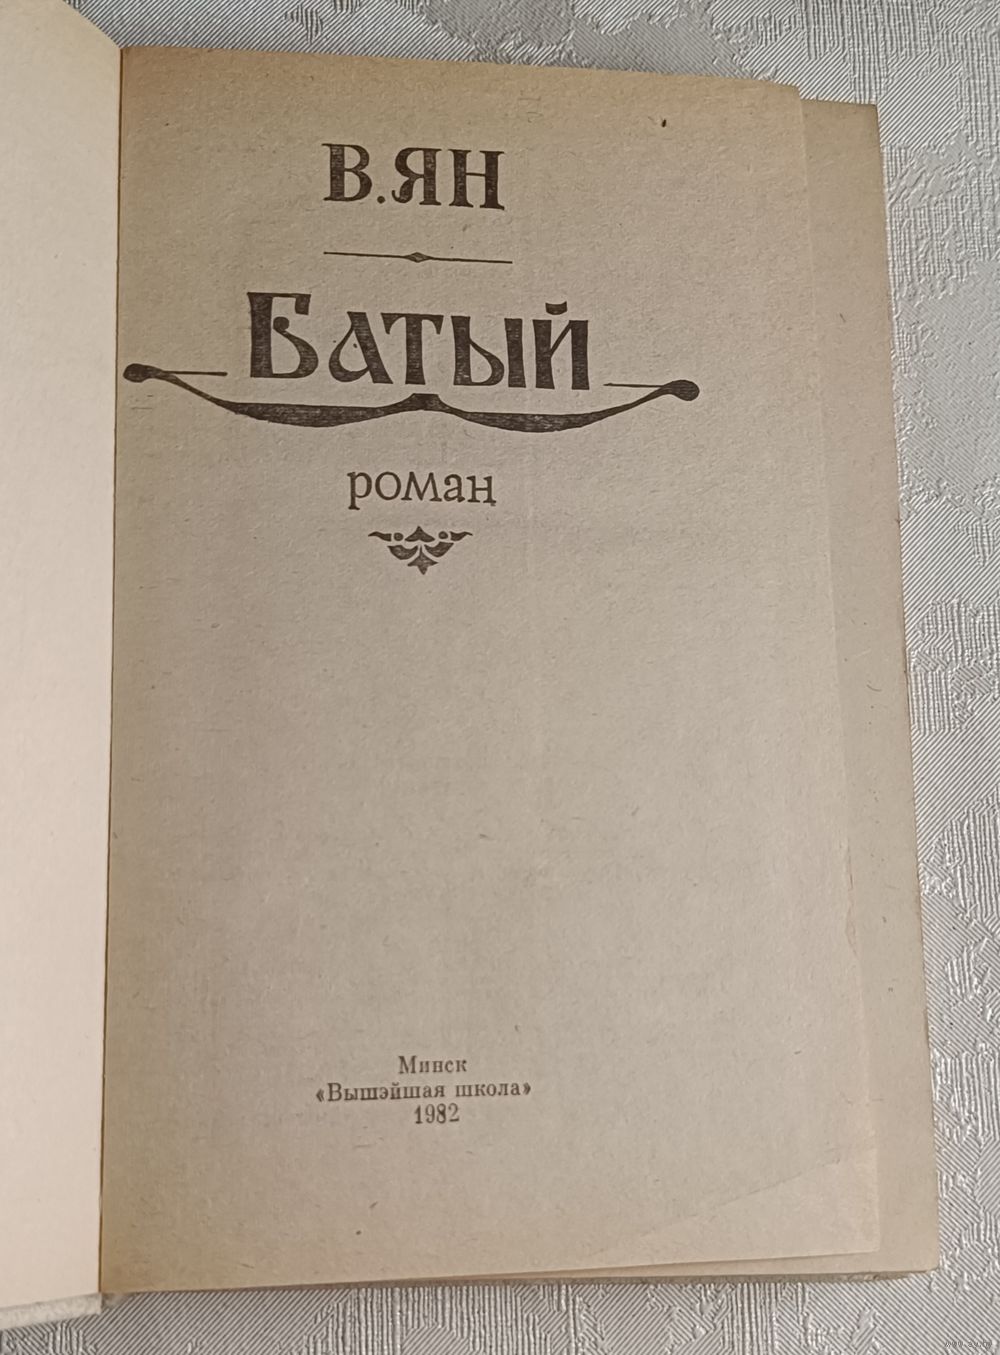 В. ЯН
БАТЫЙ
роман
Минск
«Вышэйшая школа»
1982